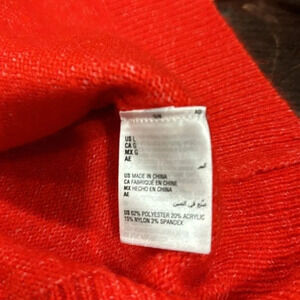 US L
CA G
MX G
AE
US MADE IN CHINA
CA FABRIQUÉ EN CHINE
MX HECHO EN CHINA
AE
صنع في الصين
US 62% POLYESTER 20% ACRYLIC
15% NYLON 3% SPANDEX